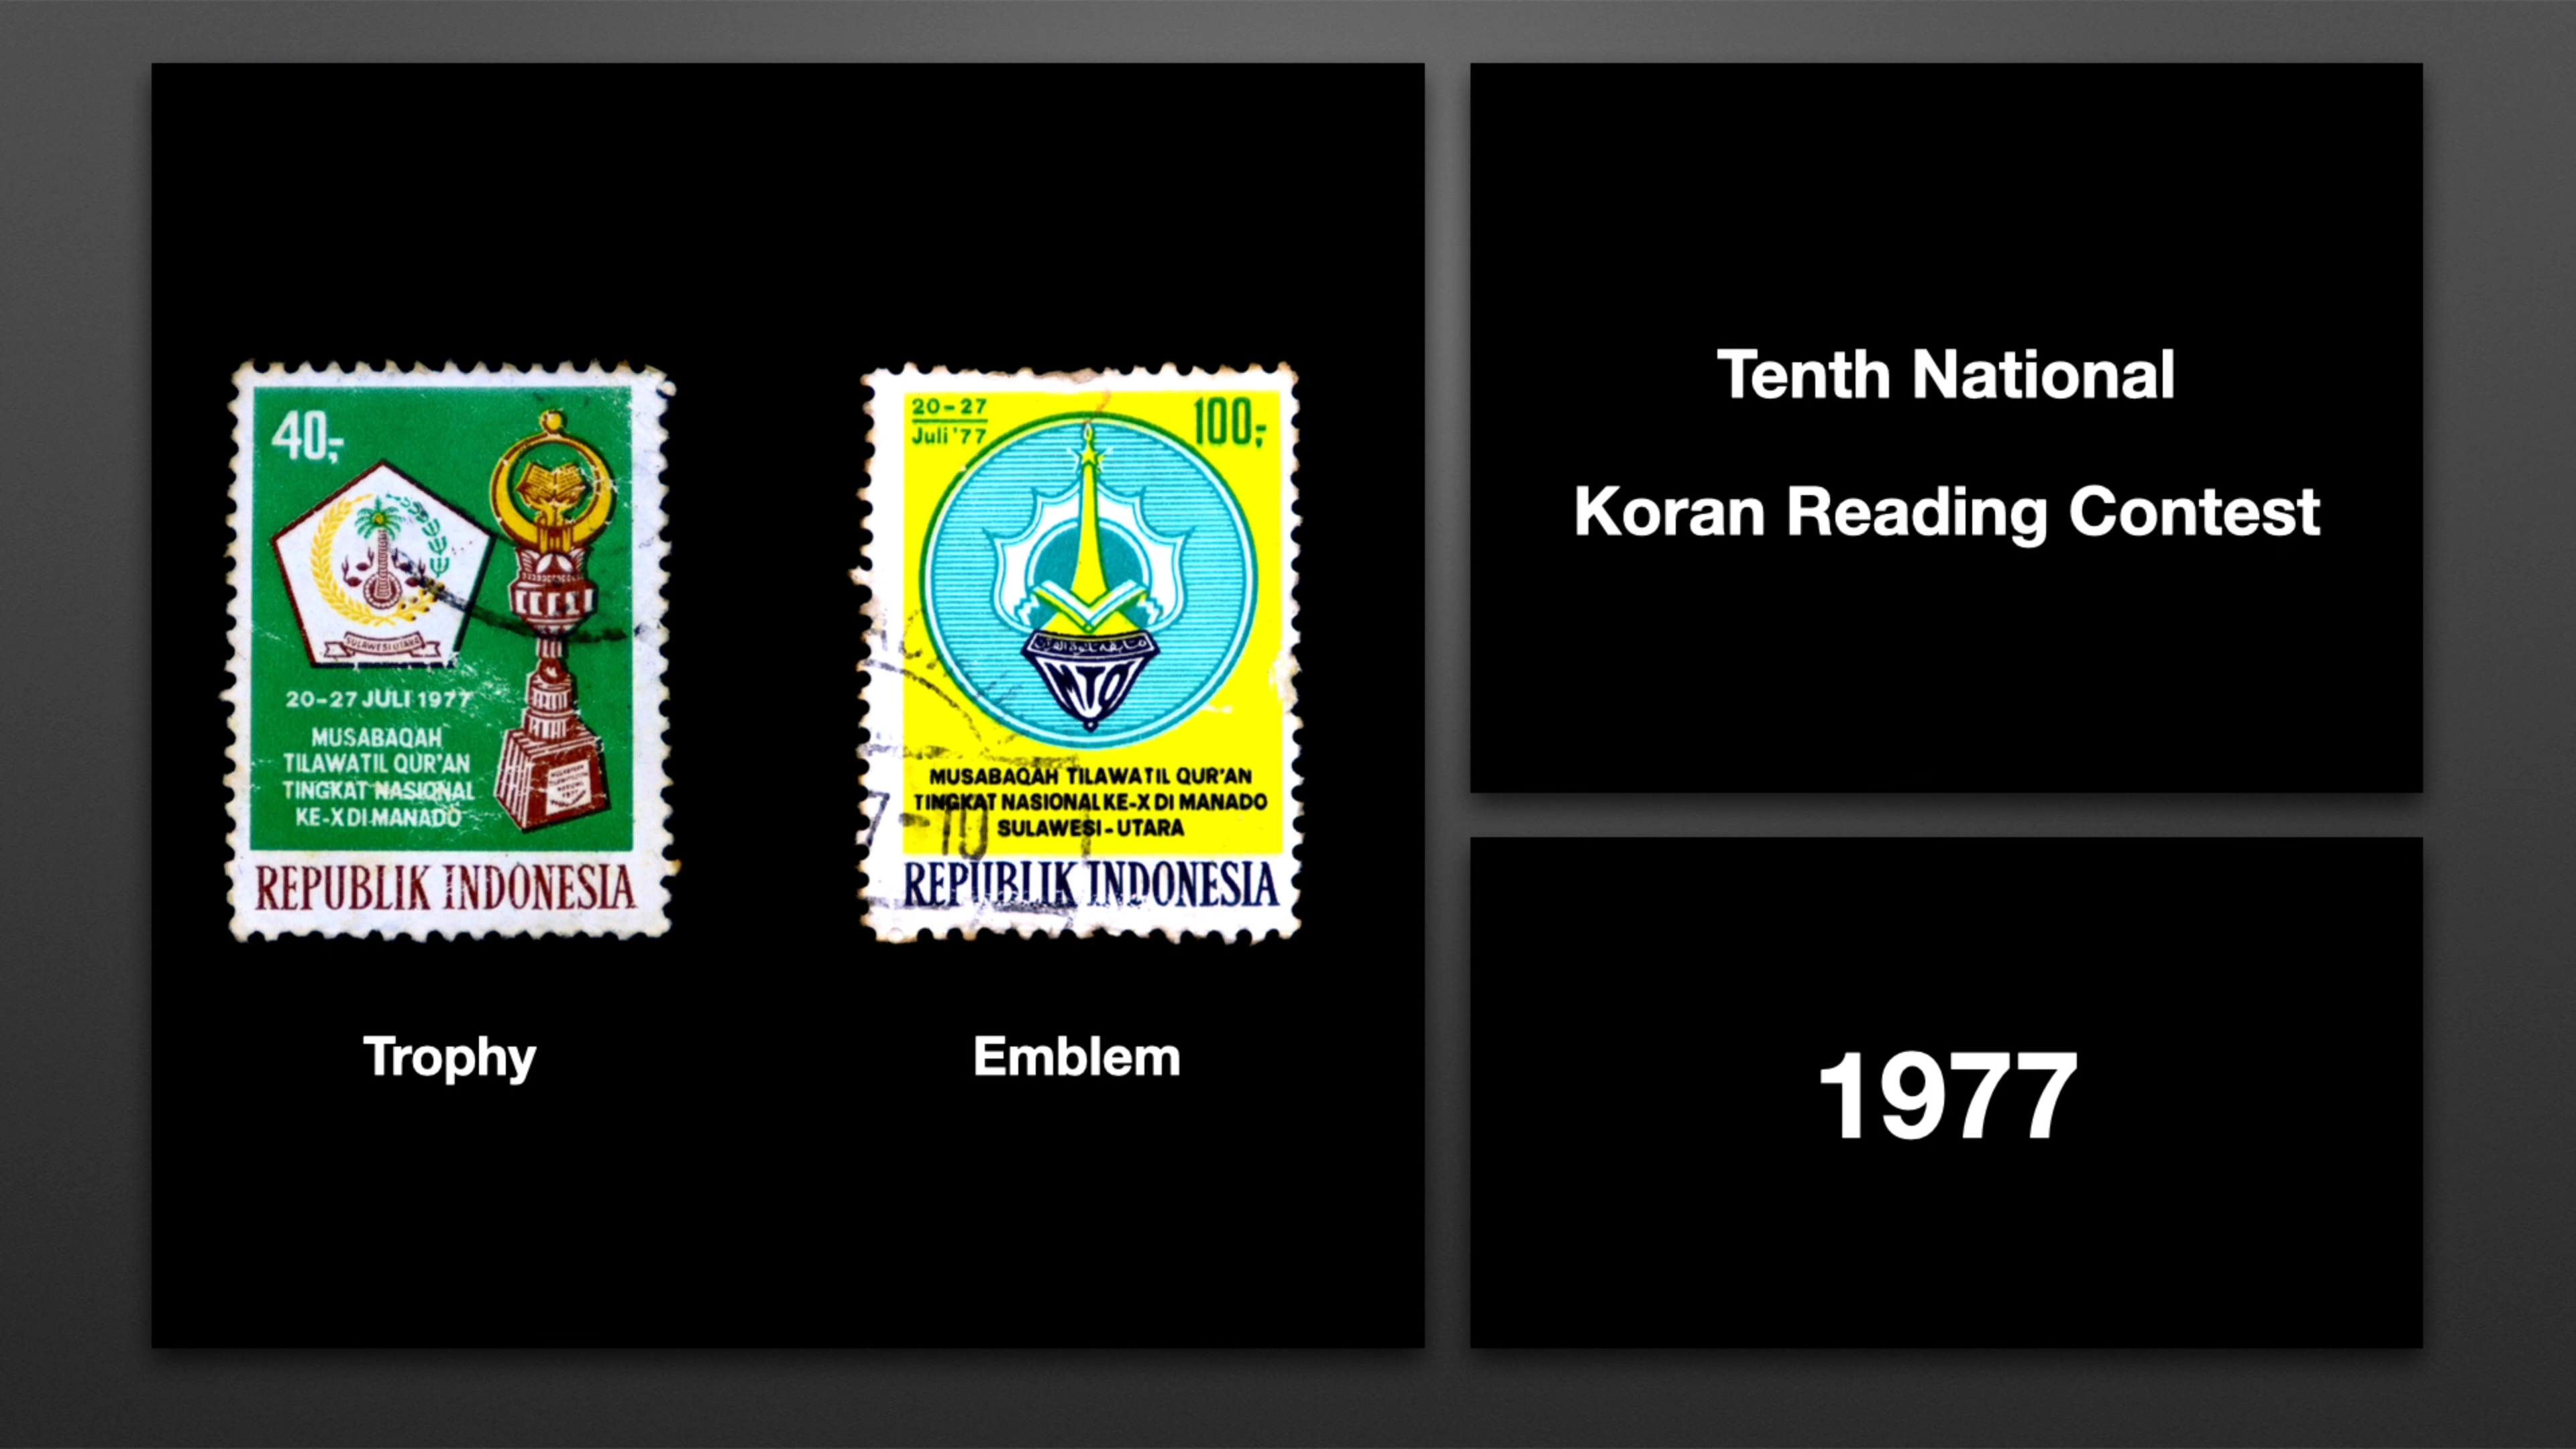 40,-
SULAWESI UTARA
20-27 JULI 1977
MUSABAQAH
TILAWATIL QUR'AN
TINGKAT NASIONAL
KE-X DI MANADO
REPUBLIK INDONESIA
Trophy
20-27
Juli '77
100,-
MTQ
MUSABAQAH TILAWATIL QUR'AN
TINGKAT NASIONAL KE-X DI MANADO
SULAWESI-UTARA
REPUBLIK INDONESIA
Emblem
Tenth National
Koran Reading Contest
1977